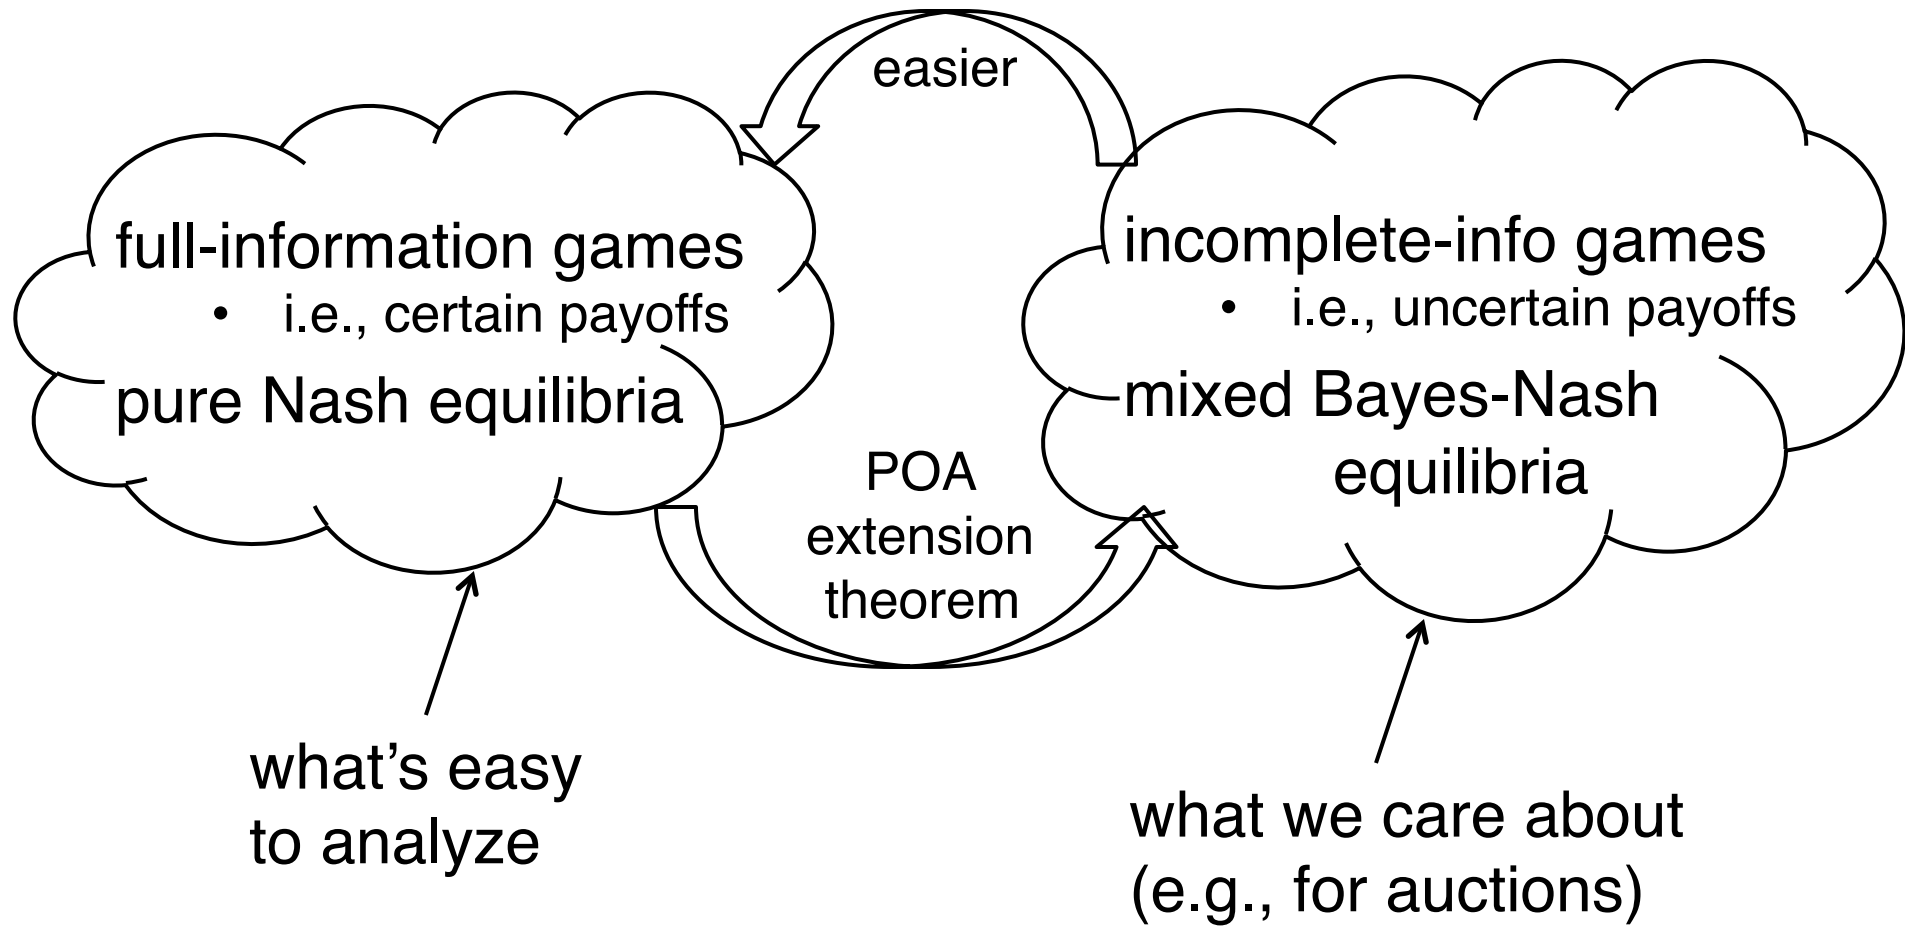 easier
full-information games
• i.e., certain payoffs
pure Nash equilibria
incomplete-info games
• i.e., uncertain payoffs
mixed Bayes-Nash
equilibria
POA
extension
theorem
what’s easy
to analyze
what we care about
(e.g., for auctions)